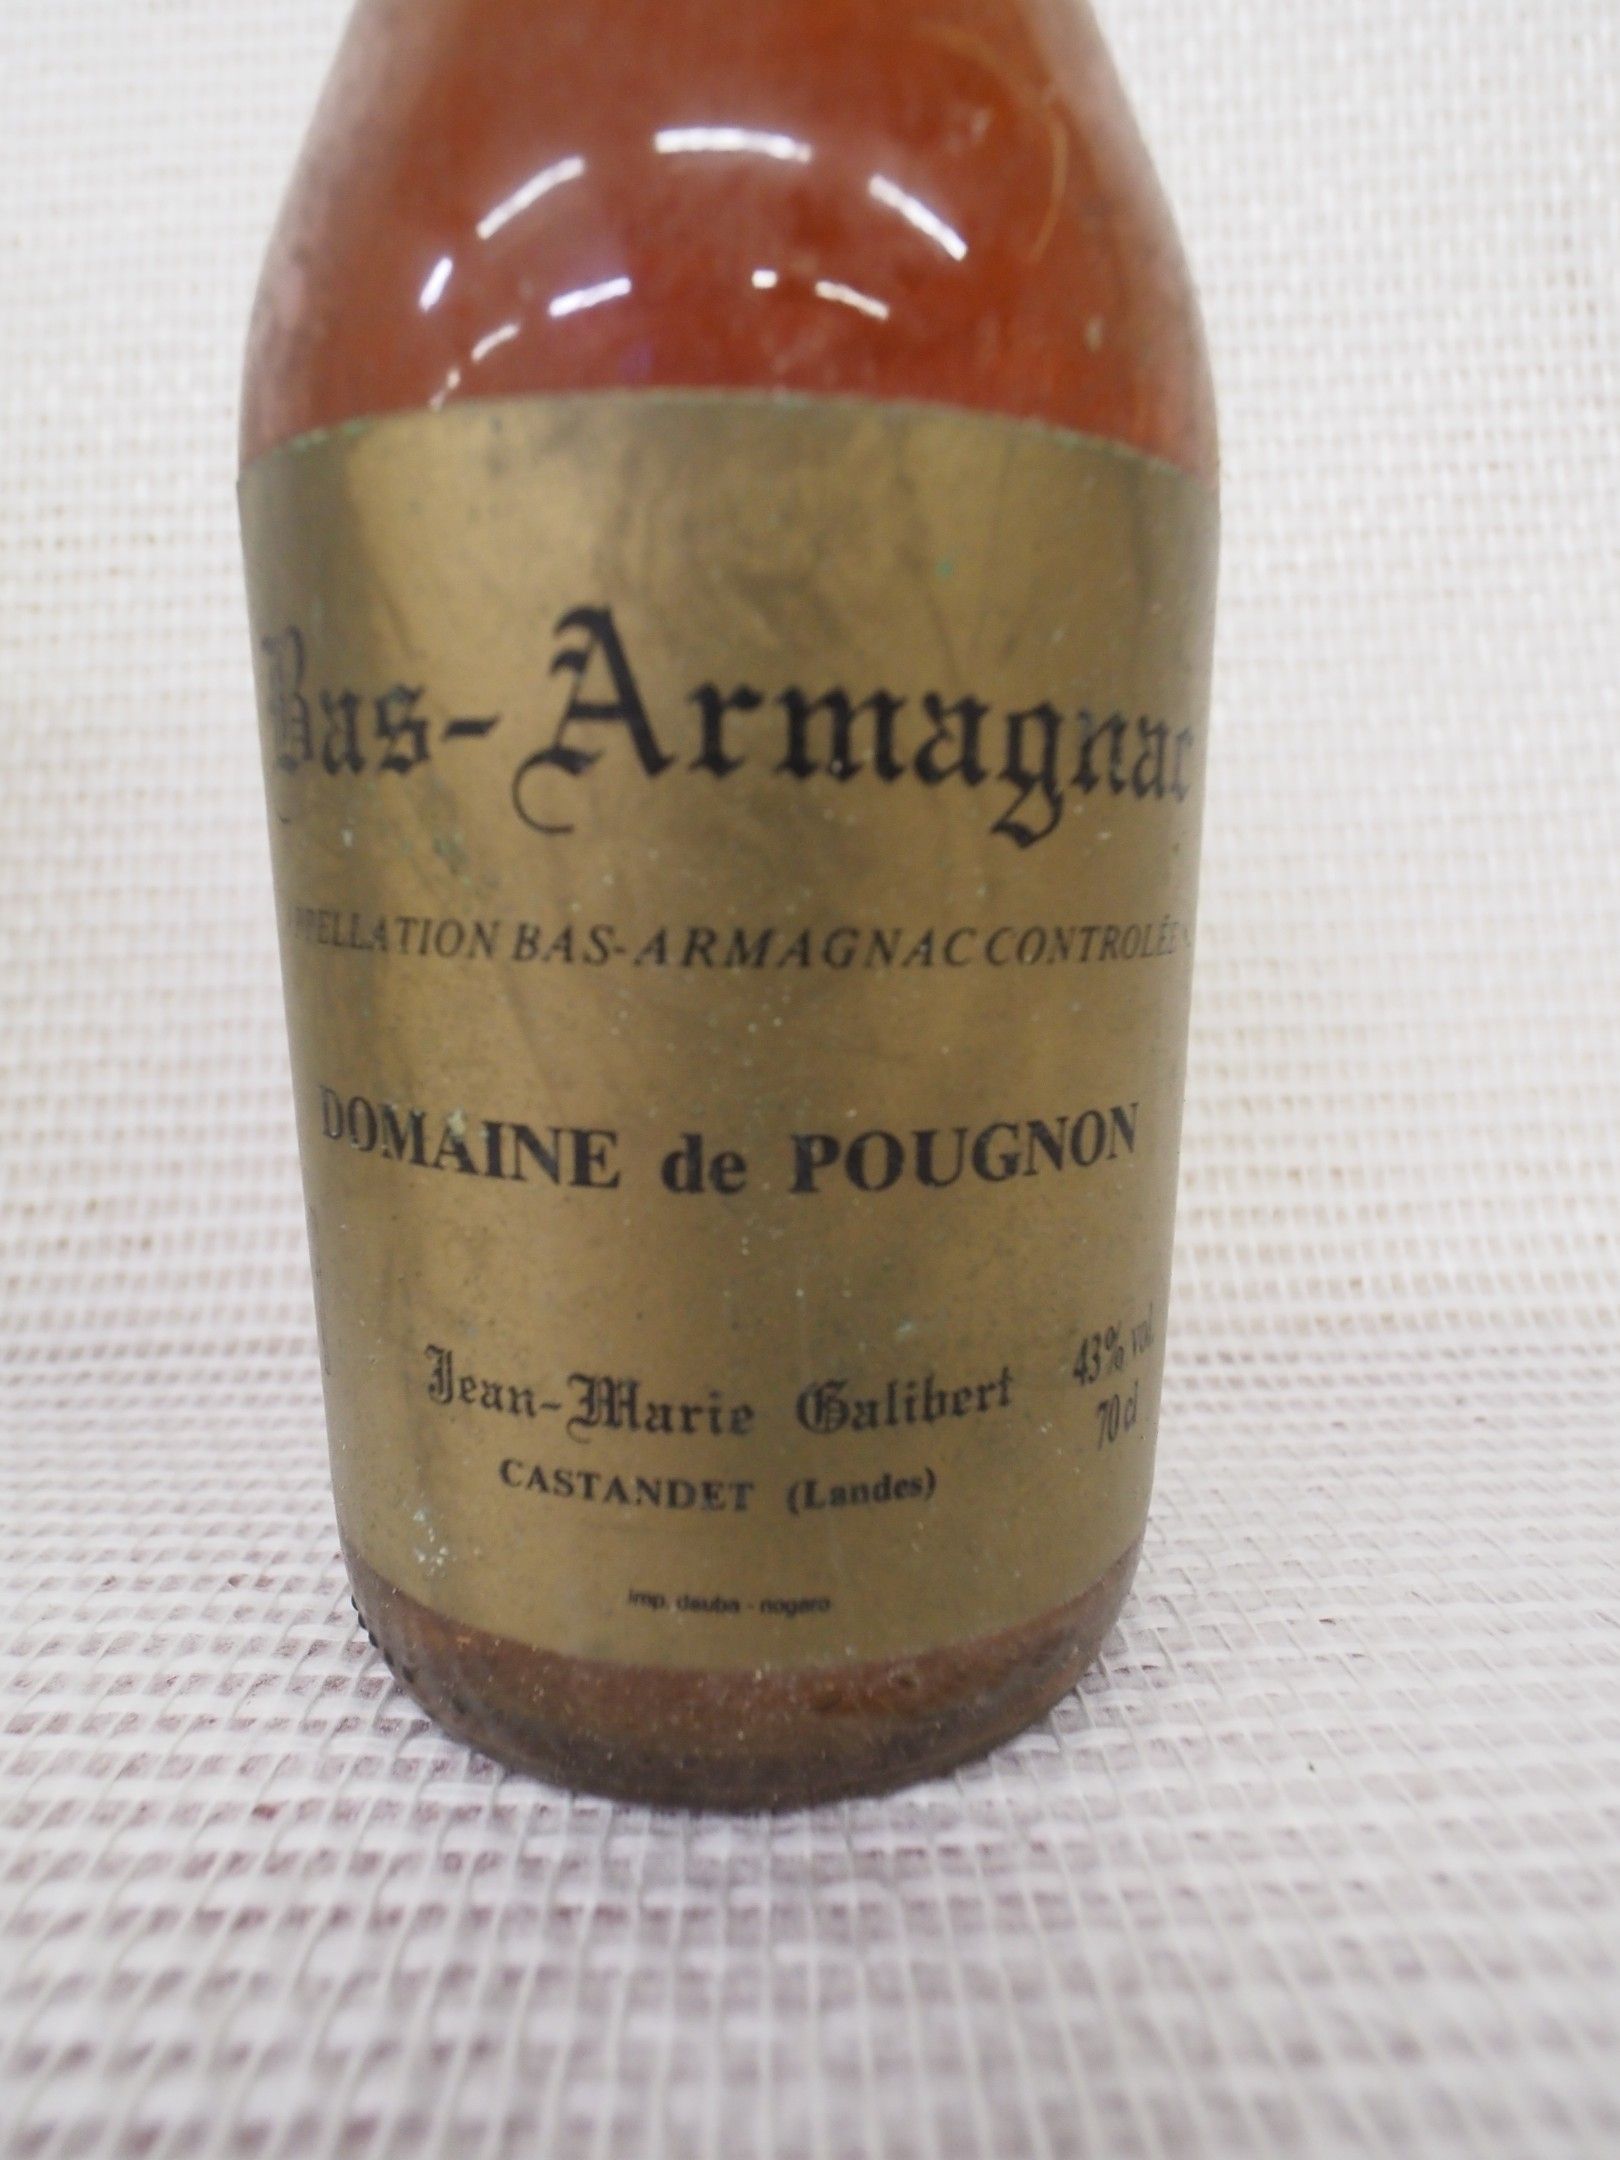 Bas-Armagnac
APPELLATION BAS-ARMAGNAC CONTROLÉE
DOMAINE de POUGNON
Jean-Marie Galibert
43% vol.
70 cl
CASTANDET (Landes)
imp. dauba - nogaro